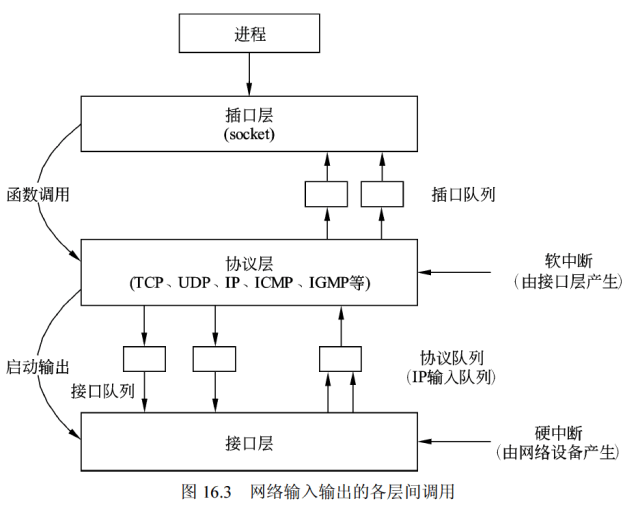 进程
插口层
(socket)
函数调用
插口队列
协议层
(TCP、UDP、IP、ICMP、IGMP等)
软中断
(由接口层产生)
启动输出
接口队列
协议队列
(IP输入队列)
接口层
硬中断
(由网络设备产生)
图 16.3 网络输入输出的各层间调用